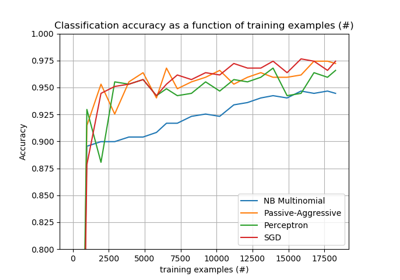 Classification accuracy as a function of training examples (#)
1.000
0.975
0.950
0.925
0.900
0.875
0.850
0.825
0.800
Accuracy
NB Multinomial
Passive-Aggressive
Perceptron
SGD
0 2500 5000 7500 10000 12500 15000 17500
training examples (#)